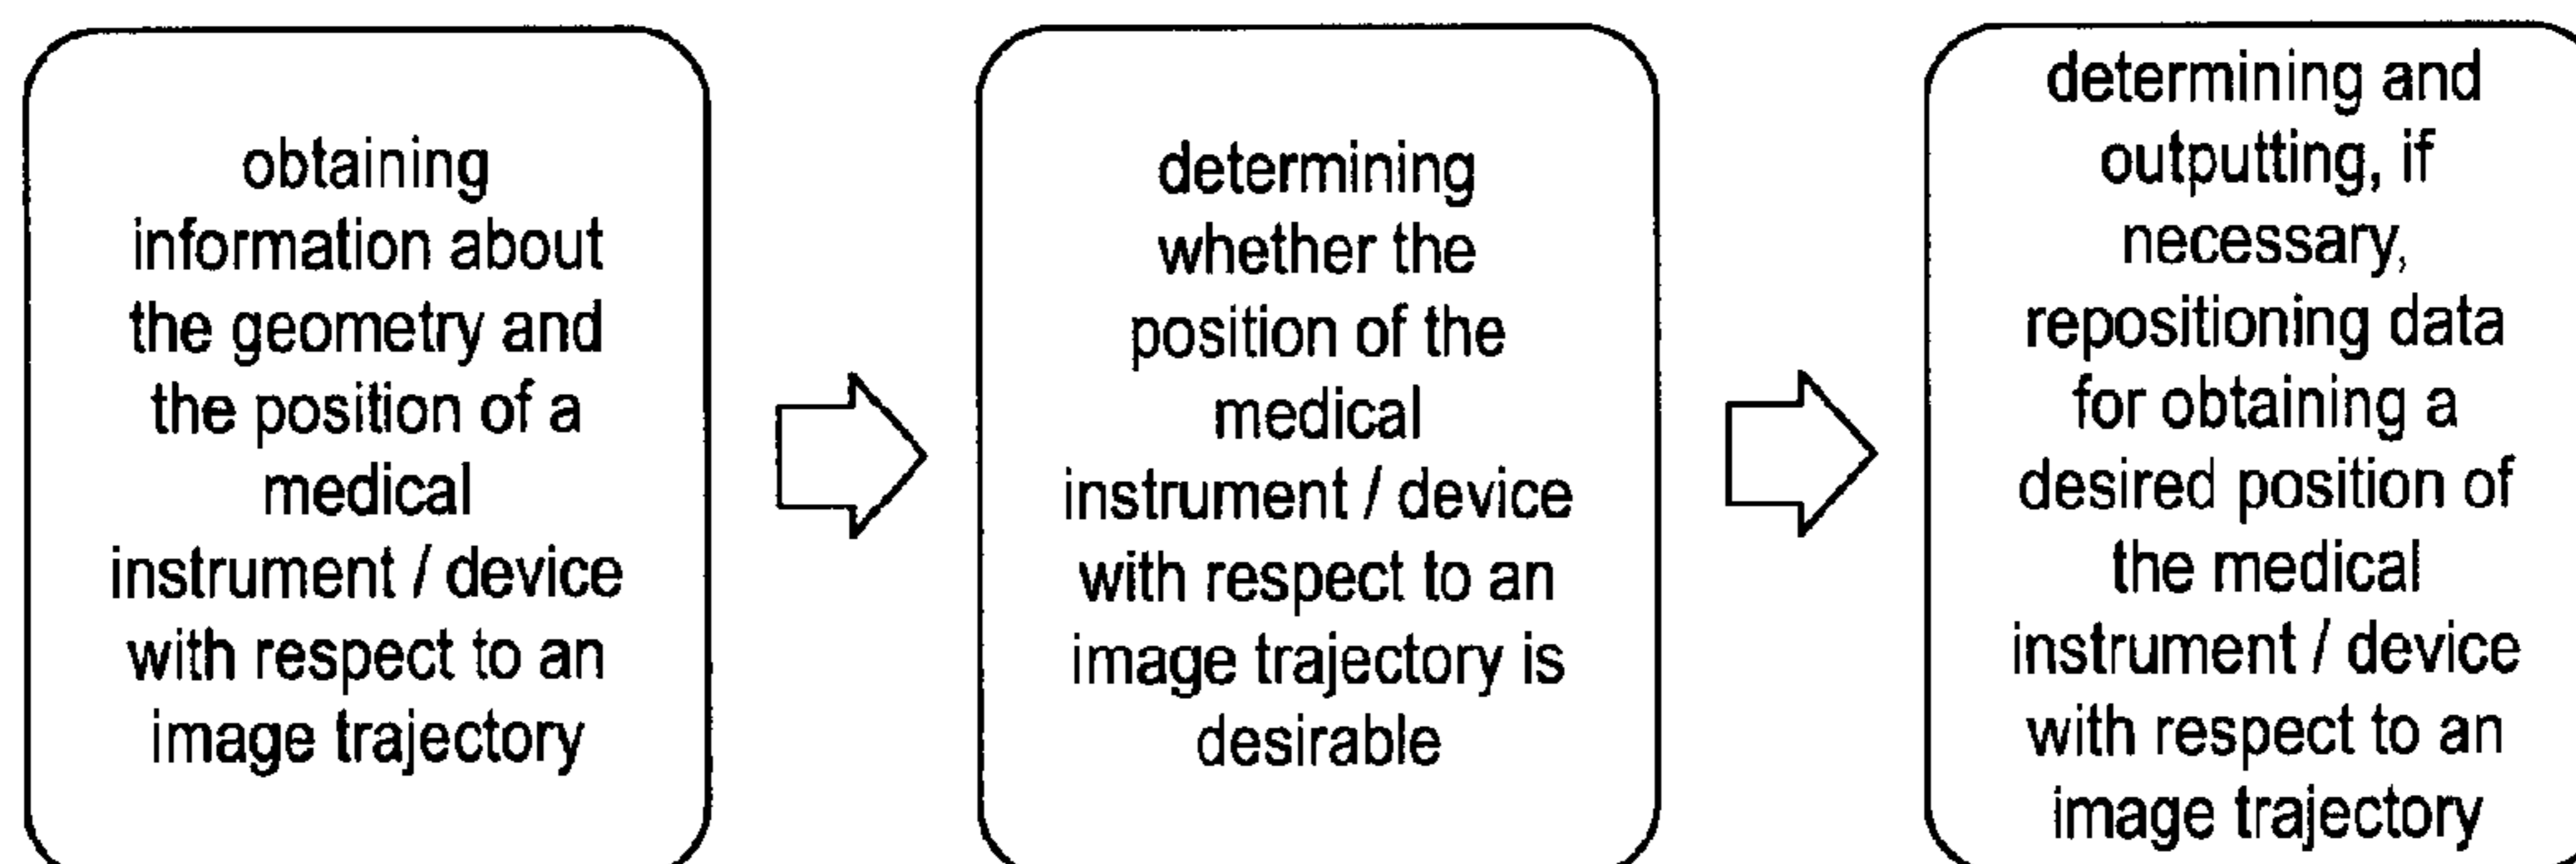 obtaining
information about
the geometry and
the position of a
medical
instrument / device
with respect to an
image trajectory
determining
whether the
position of the
medical
instrument / device
with respect to an
image trajectory is
desirable
determining and
outputting, if
necessary,
repositioning data
for obtaining a
desired position of
the medical
instrument / device
with respect to an
image trajectory